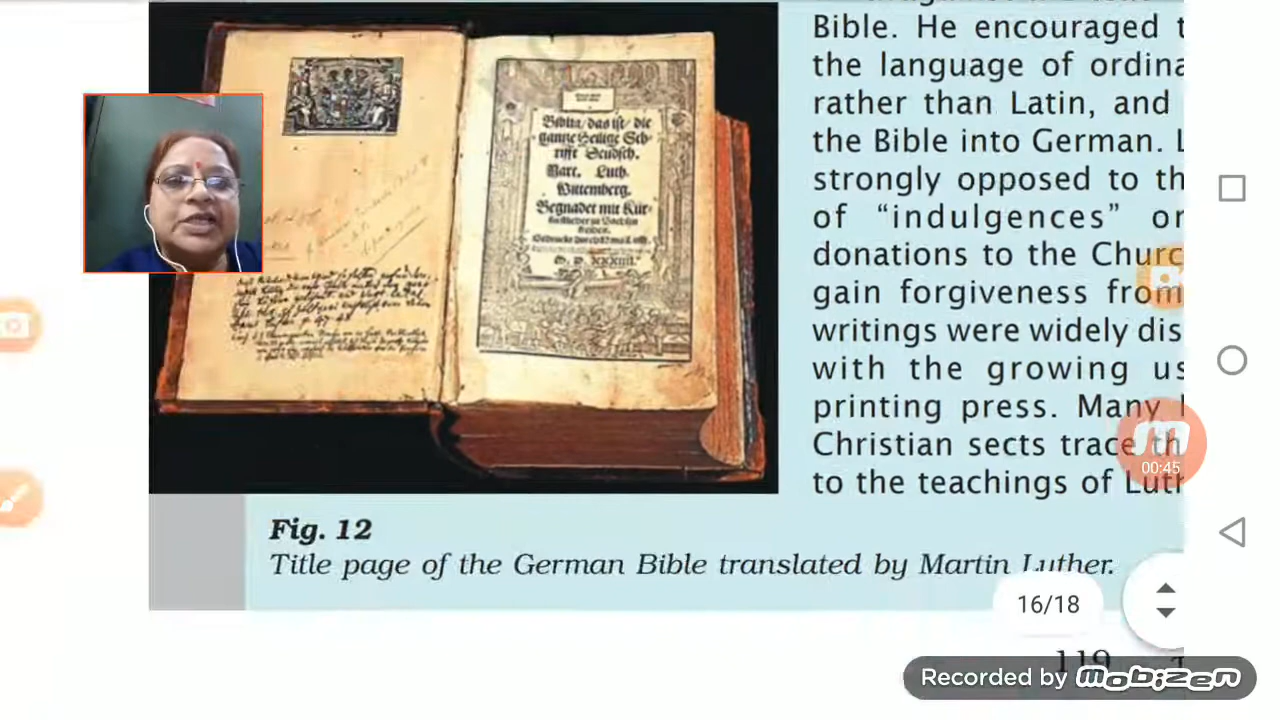 Bible. He encouraged t
the language of ordina
rather than Latin, and
the Bible into German. L
strongly opposed to th
of “indulgences” or
donations to the Churc
gain forgiveness from
writings were widely dis
with the growing us
printing press. Many
Christian sects trace th
to the teachings of Luth
Biblia/das ist/die
gantze Heilige Sch-
rifft Deudsch.
Mart. Luth.
Wittemberg.
Begnadet mit Kür-
M. D. XXXIIII.
Fig. 12
Title page of the German Bible translated by Martin Luther.
00:45
16/18
119
Recorded by mobizen